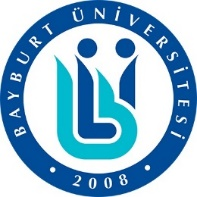 BAYBURT ÜNİVERSİTESİ
• 2008 •